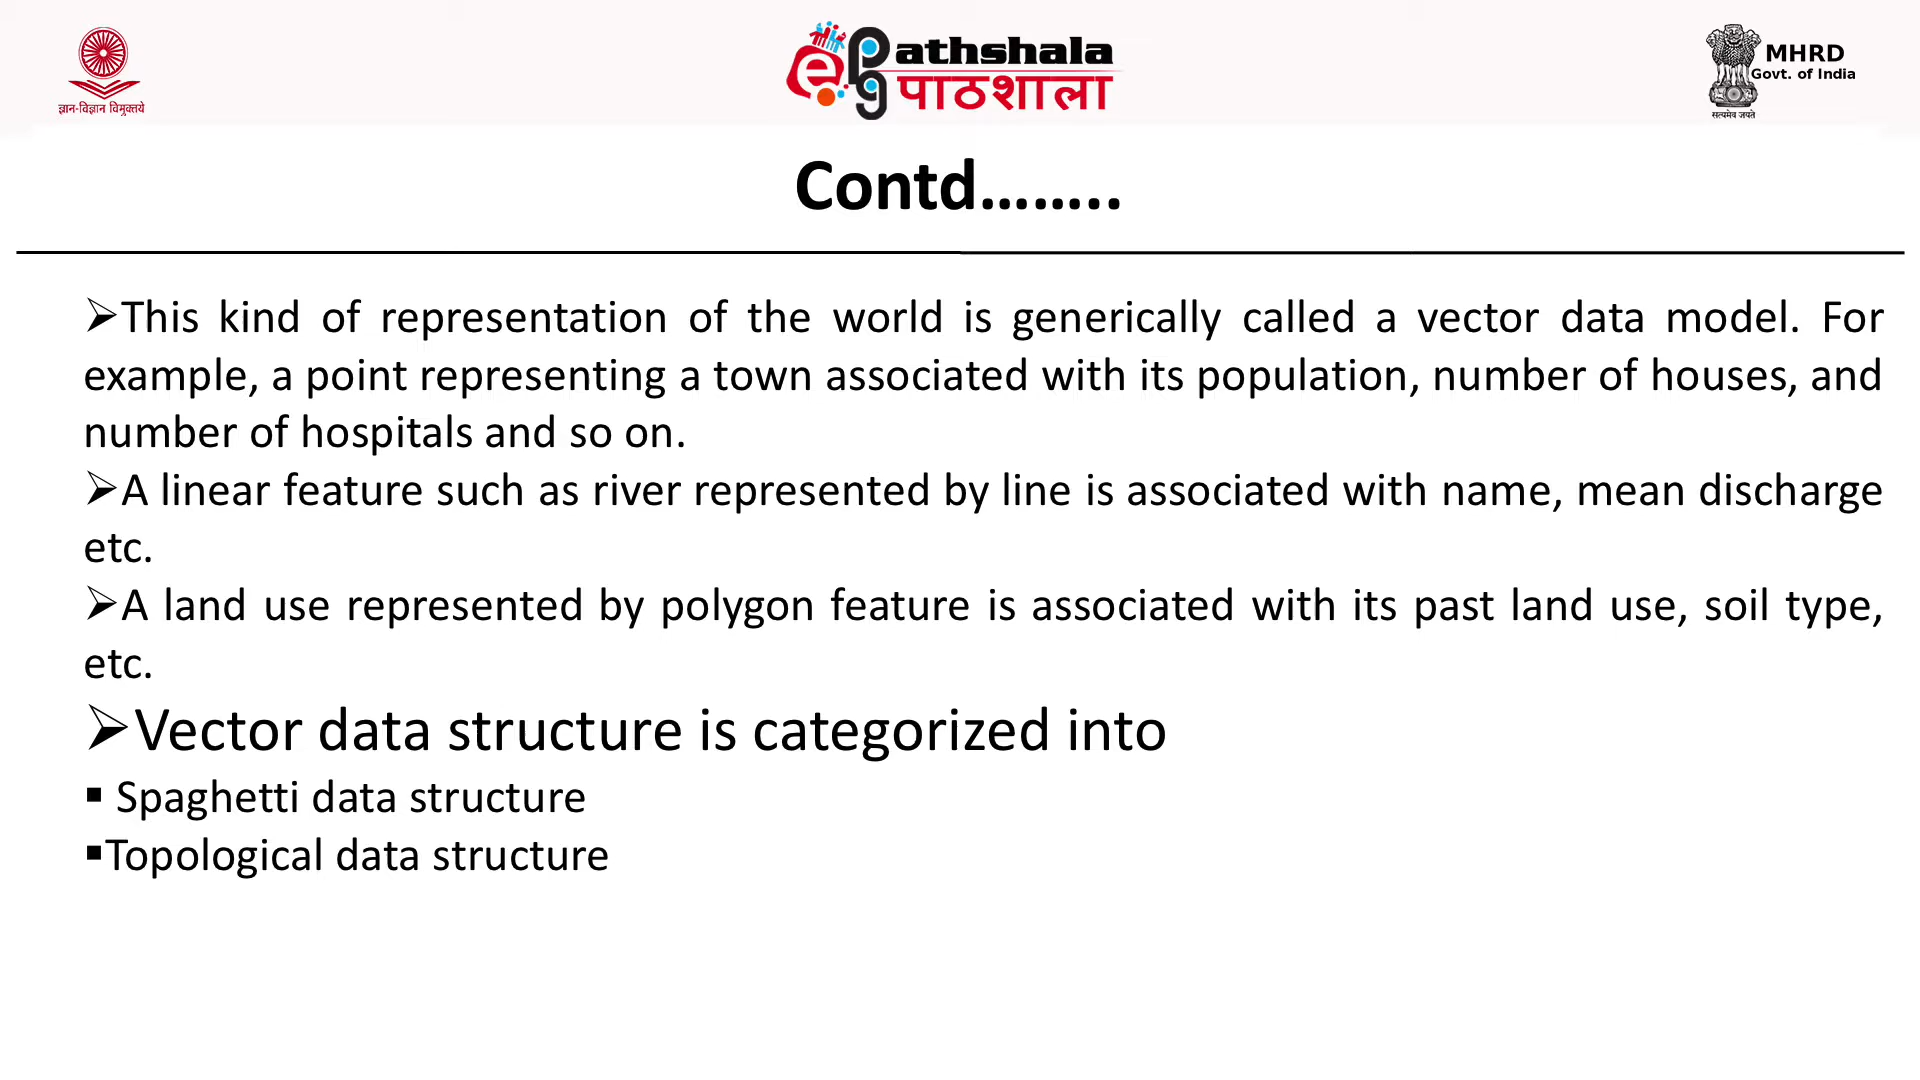 ज्ञान-विज्ञान विमुक्तये
e
pg
athshala
पाठशाला
MHRD
Govt. of India
सत्यमेव जयते
Contd……..
➢This kind of representation of the world is generically called a vector data model. For
example, a point representing a town associated with its population, number of houses, and
number of hospitals and so on.
➢A linear feature such as river represented by line is associated with name, mean discharge
etc.
➢A land use represented by polygon feature is associated with its past land use, soil type,
etc.
➢Vector data structure is categorized into
▪ Spaghetti data structure
▪Topological data structure